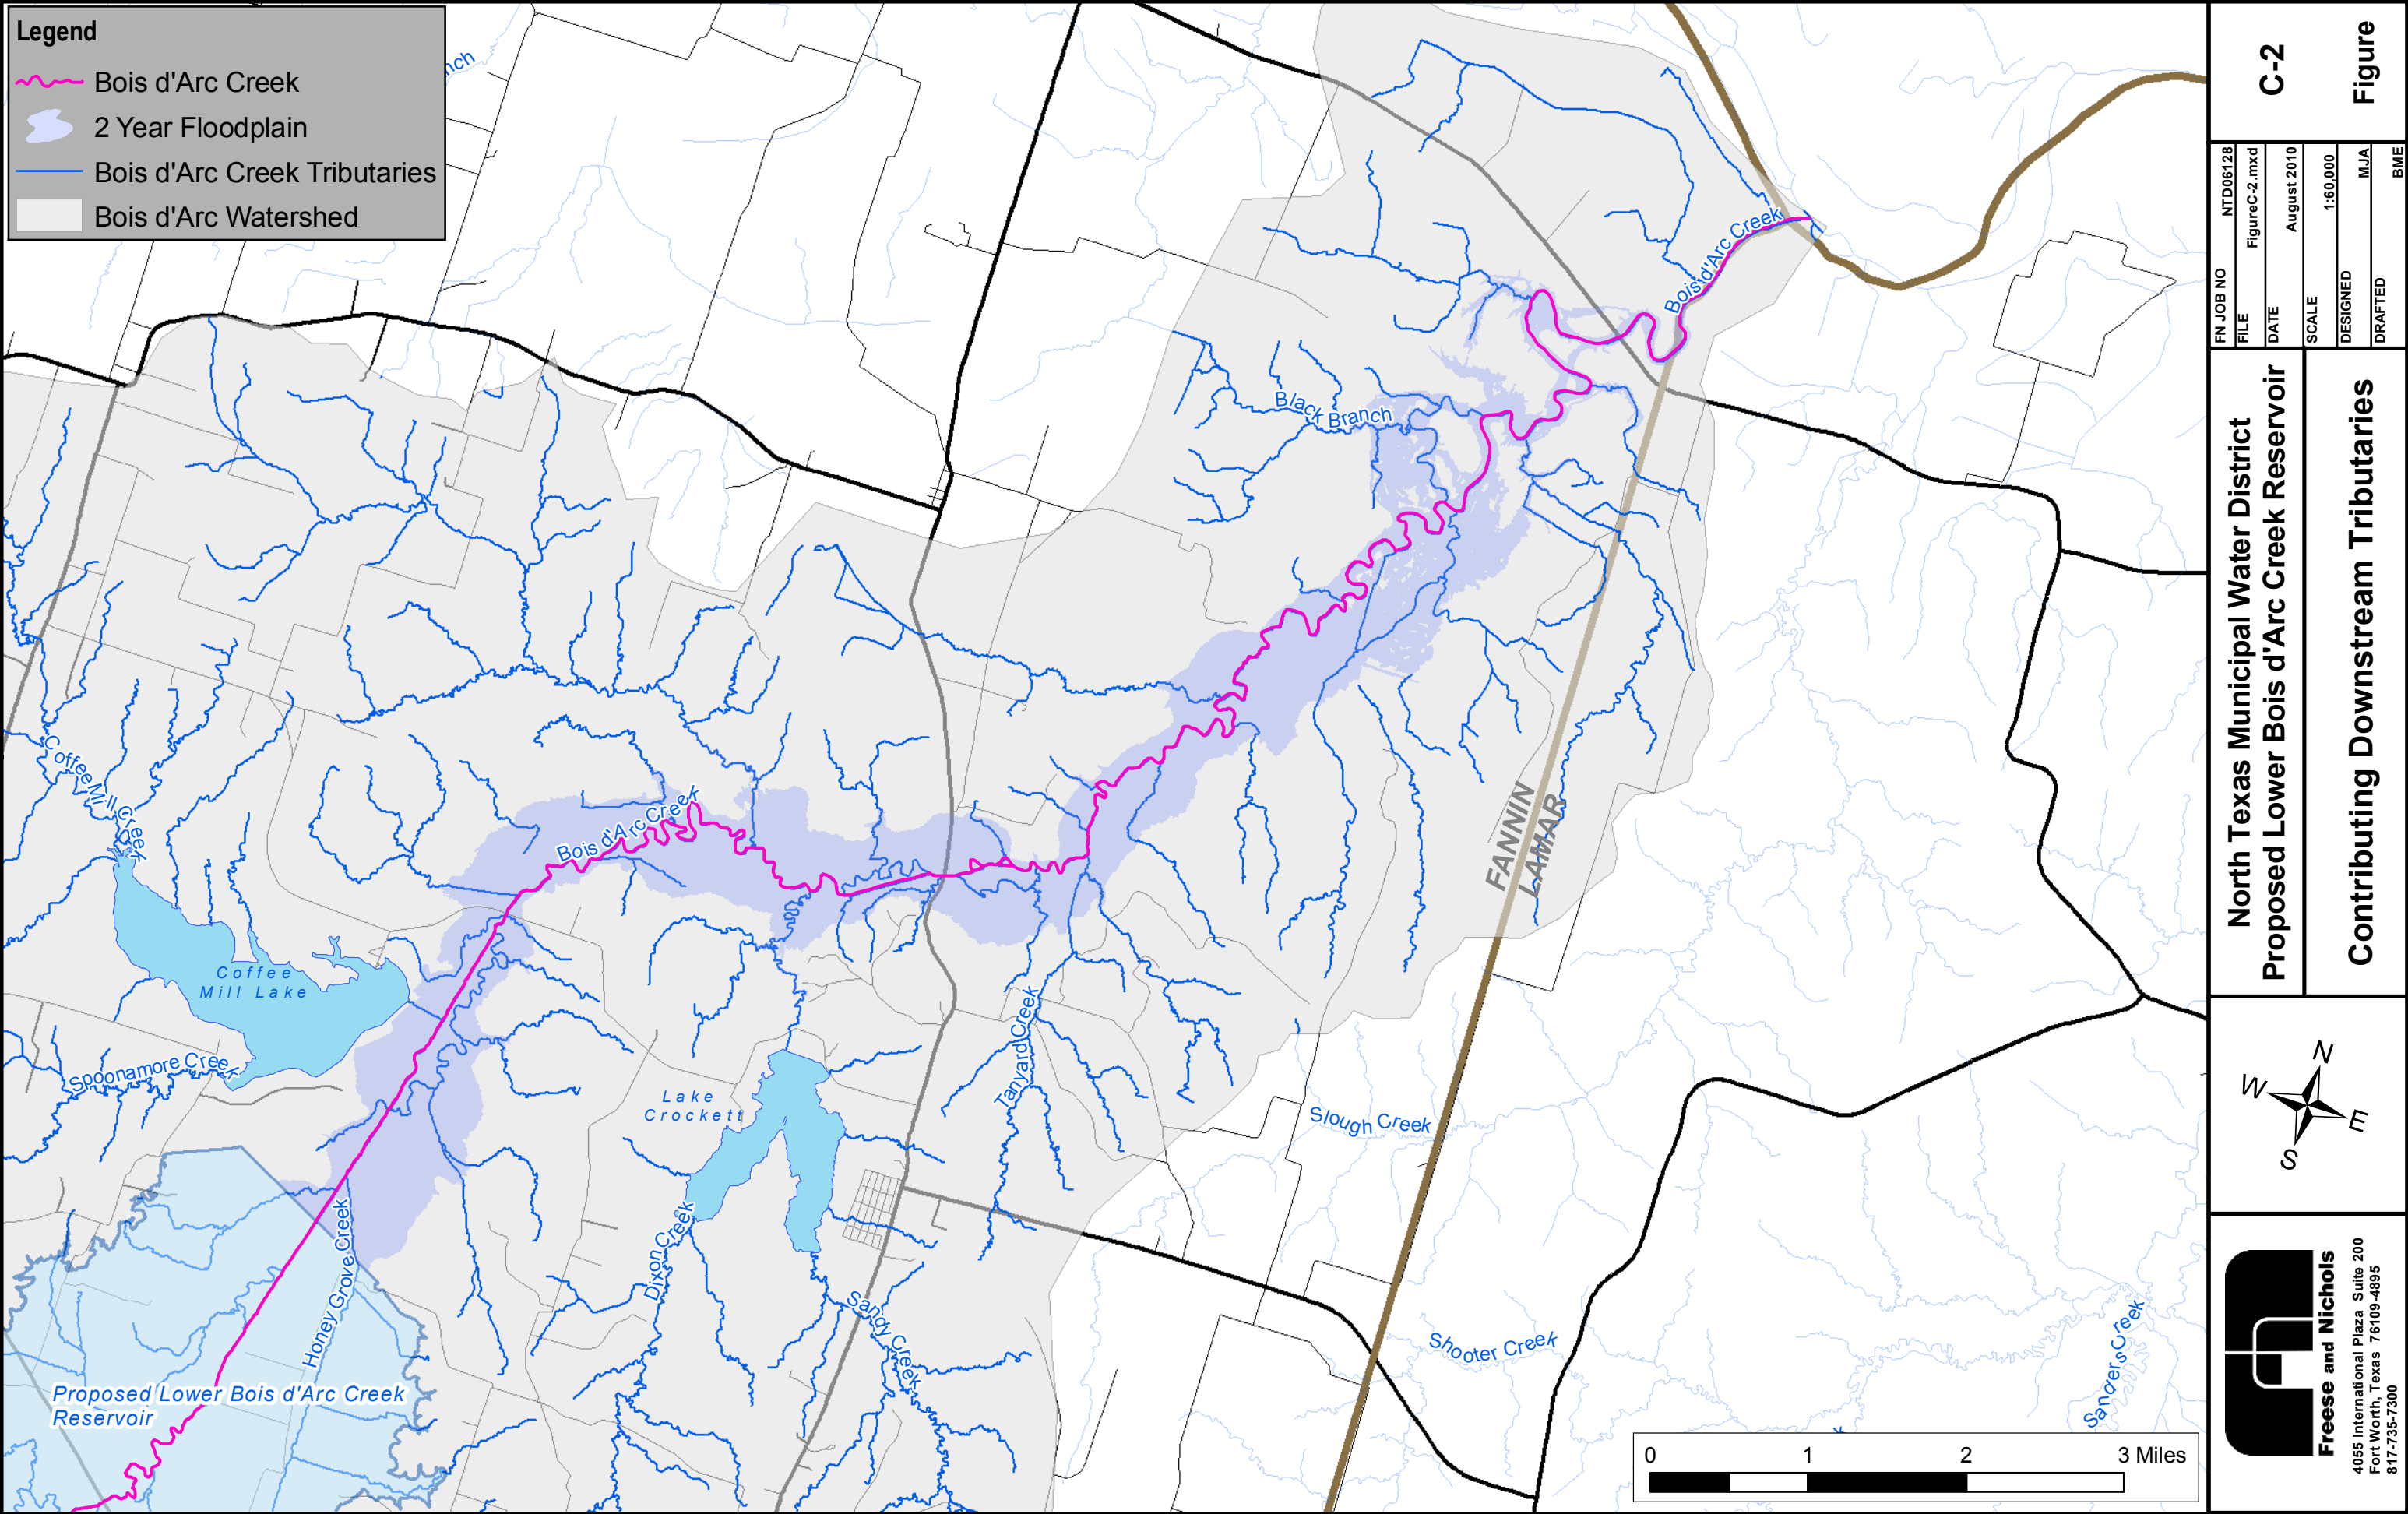 Legend
Bois d'Arc Creek
2 Year Floodplain
Bois d'Arc Creek Tributaries
Bois d'Arc Watershed
nch
Bois d'Arc Creek
Black Branch
Coffee Mill Creek
Bois d'Arc Creek
FANNIN
LAMAR
Coffee
Mill Lake
Spoonamore Creek
Lake
Crockett
Tanyard Creek
Slough Creek
Honey Grove Creek
Dixon Creek
Sandy Creek
Shooter Creek
Sanders Creek
k
Proposed Lower Bois d'Arc Creek
Reservoir
0 1 2 3 Miles
C-2
Figure
FN JOB NO NTD06128
FILE FigureC-2.mxd
DATE August 2010
SCALE 1:60,000
DESIGNED MJA
DRAFTED BME
North Texas Municipal Water District
Proposed Lower Bois d'Arc Creek Reservoir
Contributing Downstream Tributaries
N
W
E
S
Freese and Nichols
4055 International Plaza Suite 200
Fort Worth, Texas 76109-4895
817-735-7300